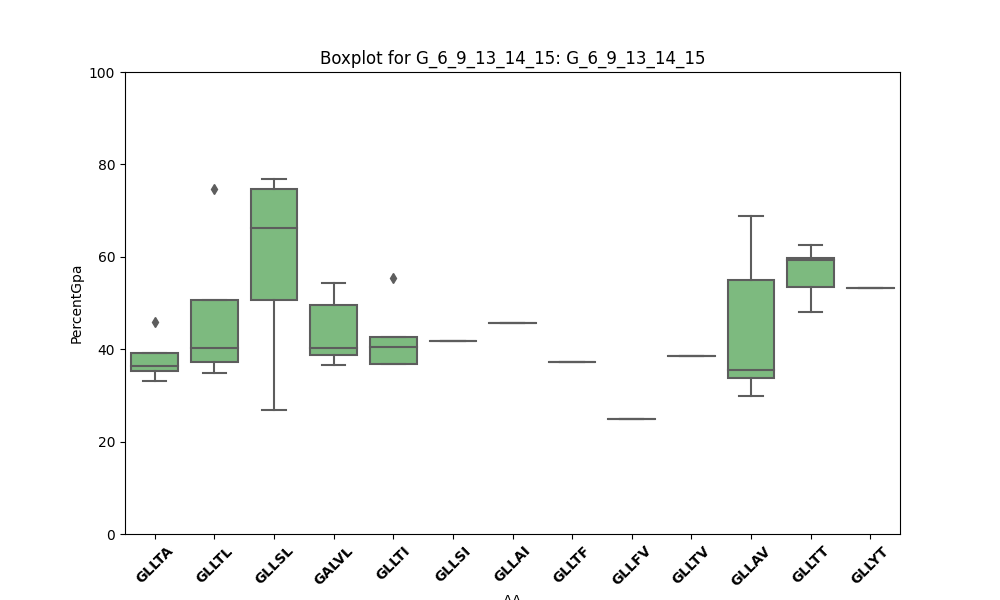 Boxplot for G_6_9_13_14_15: G_6_9_13_14_15
PercentGpa
100
80
60
40
20
0
GLLTA
GLLTL
GLLSL
GALVL
GLLTI
GLLSI
GLLAI
GLLTF
GLLFV
GLLTV
GLLAV
GLLTT
GLLYT
AA